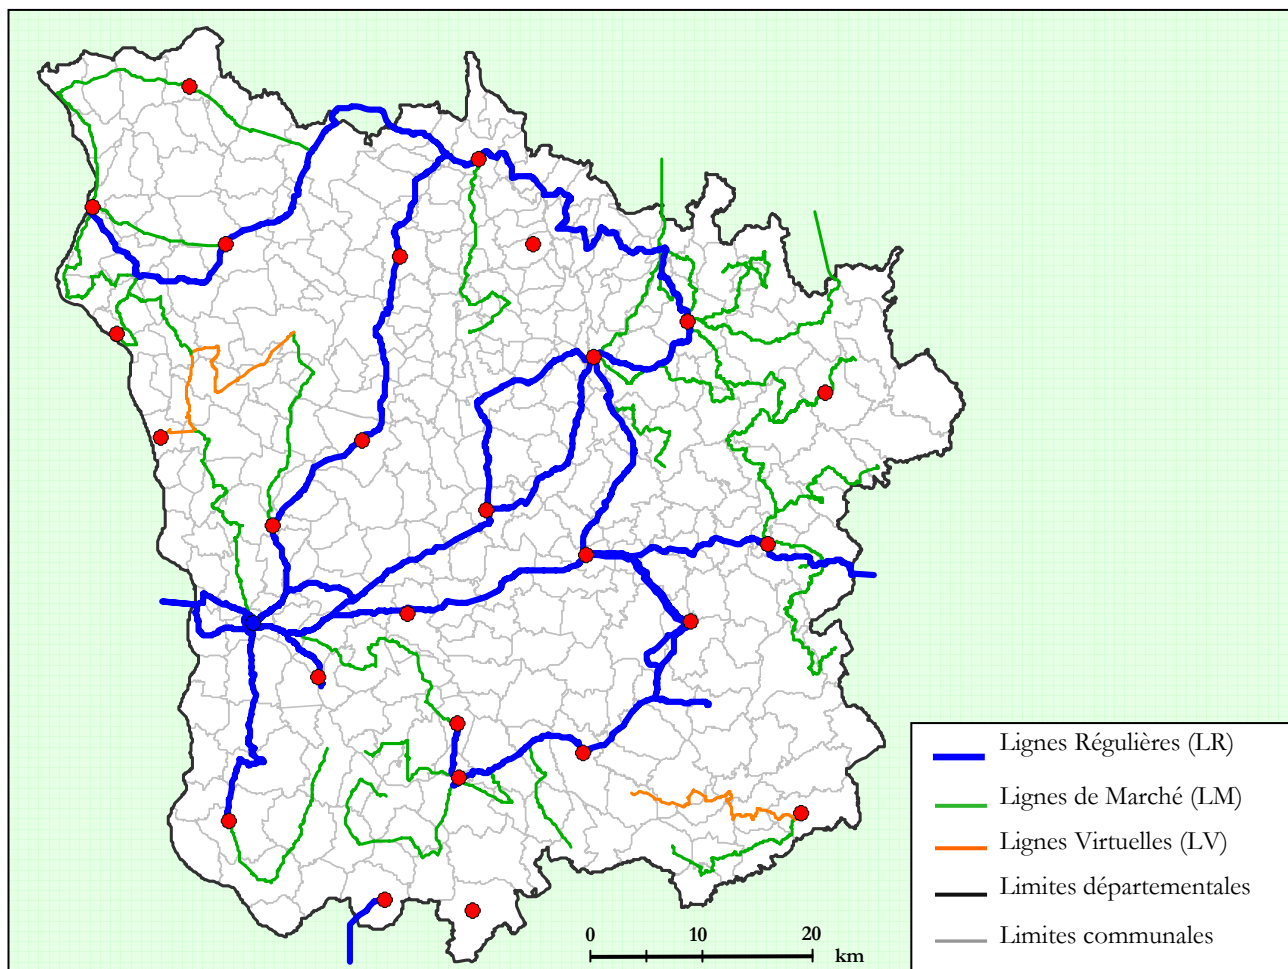 Lignes Régulières (LR)
Lignes de Marché (LM)
Lignes Virtuelles (LV)
Limites départementales
Limites communales
0 10 20
km